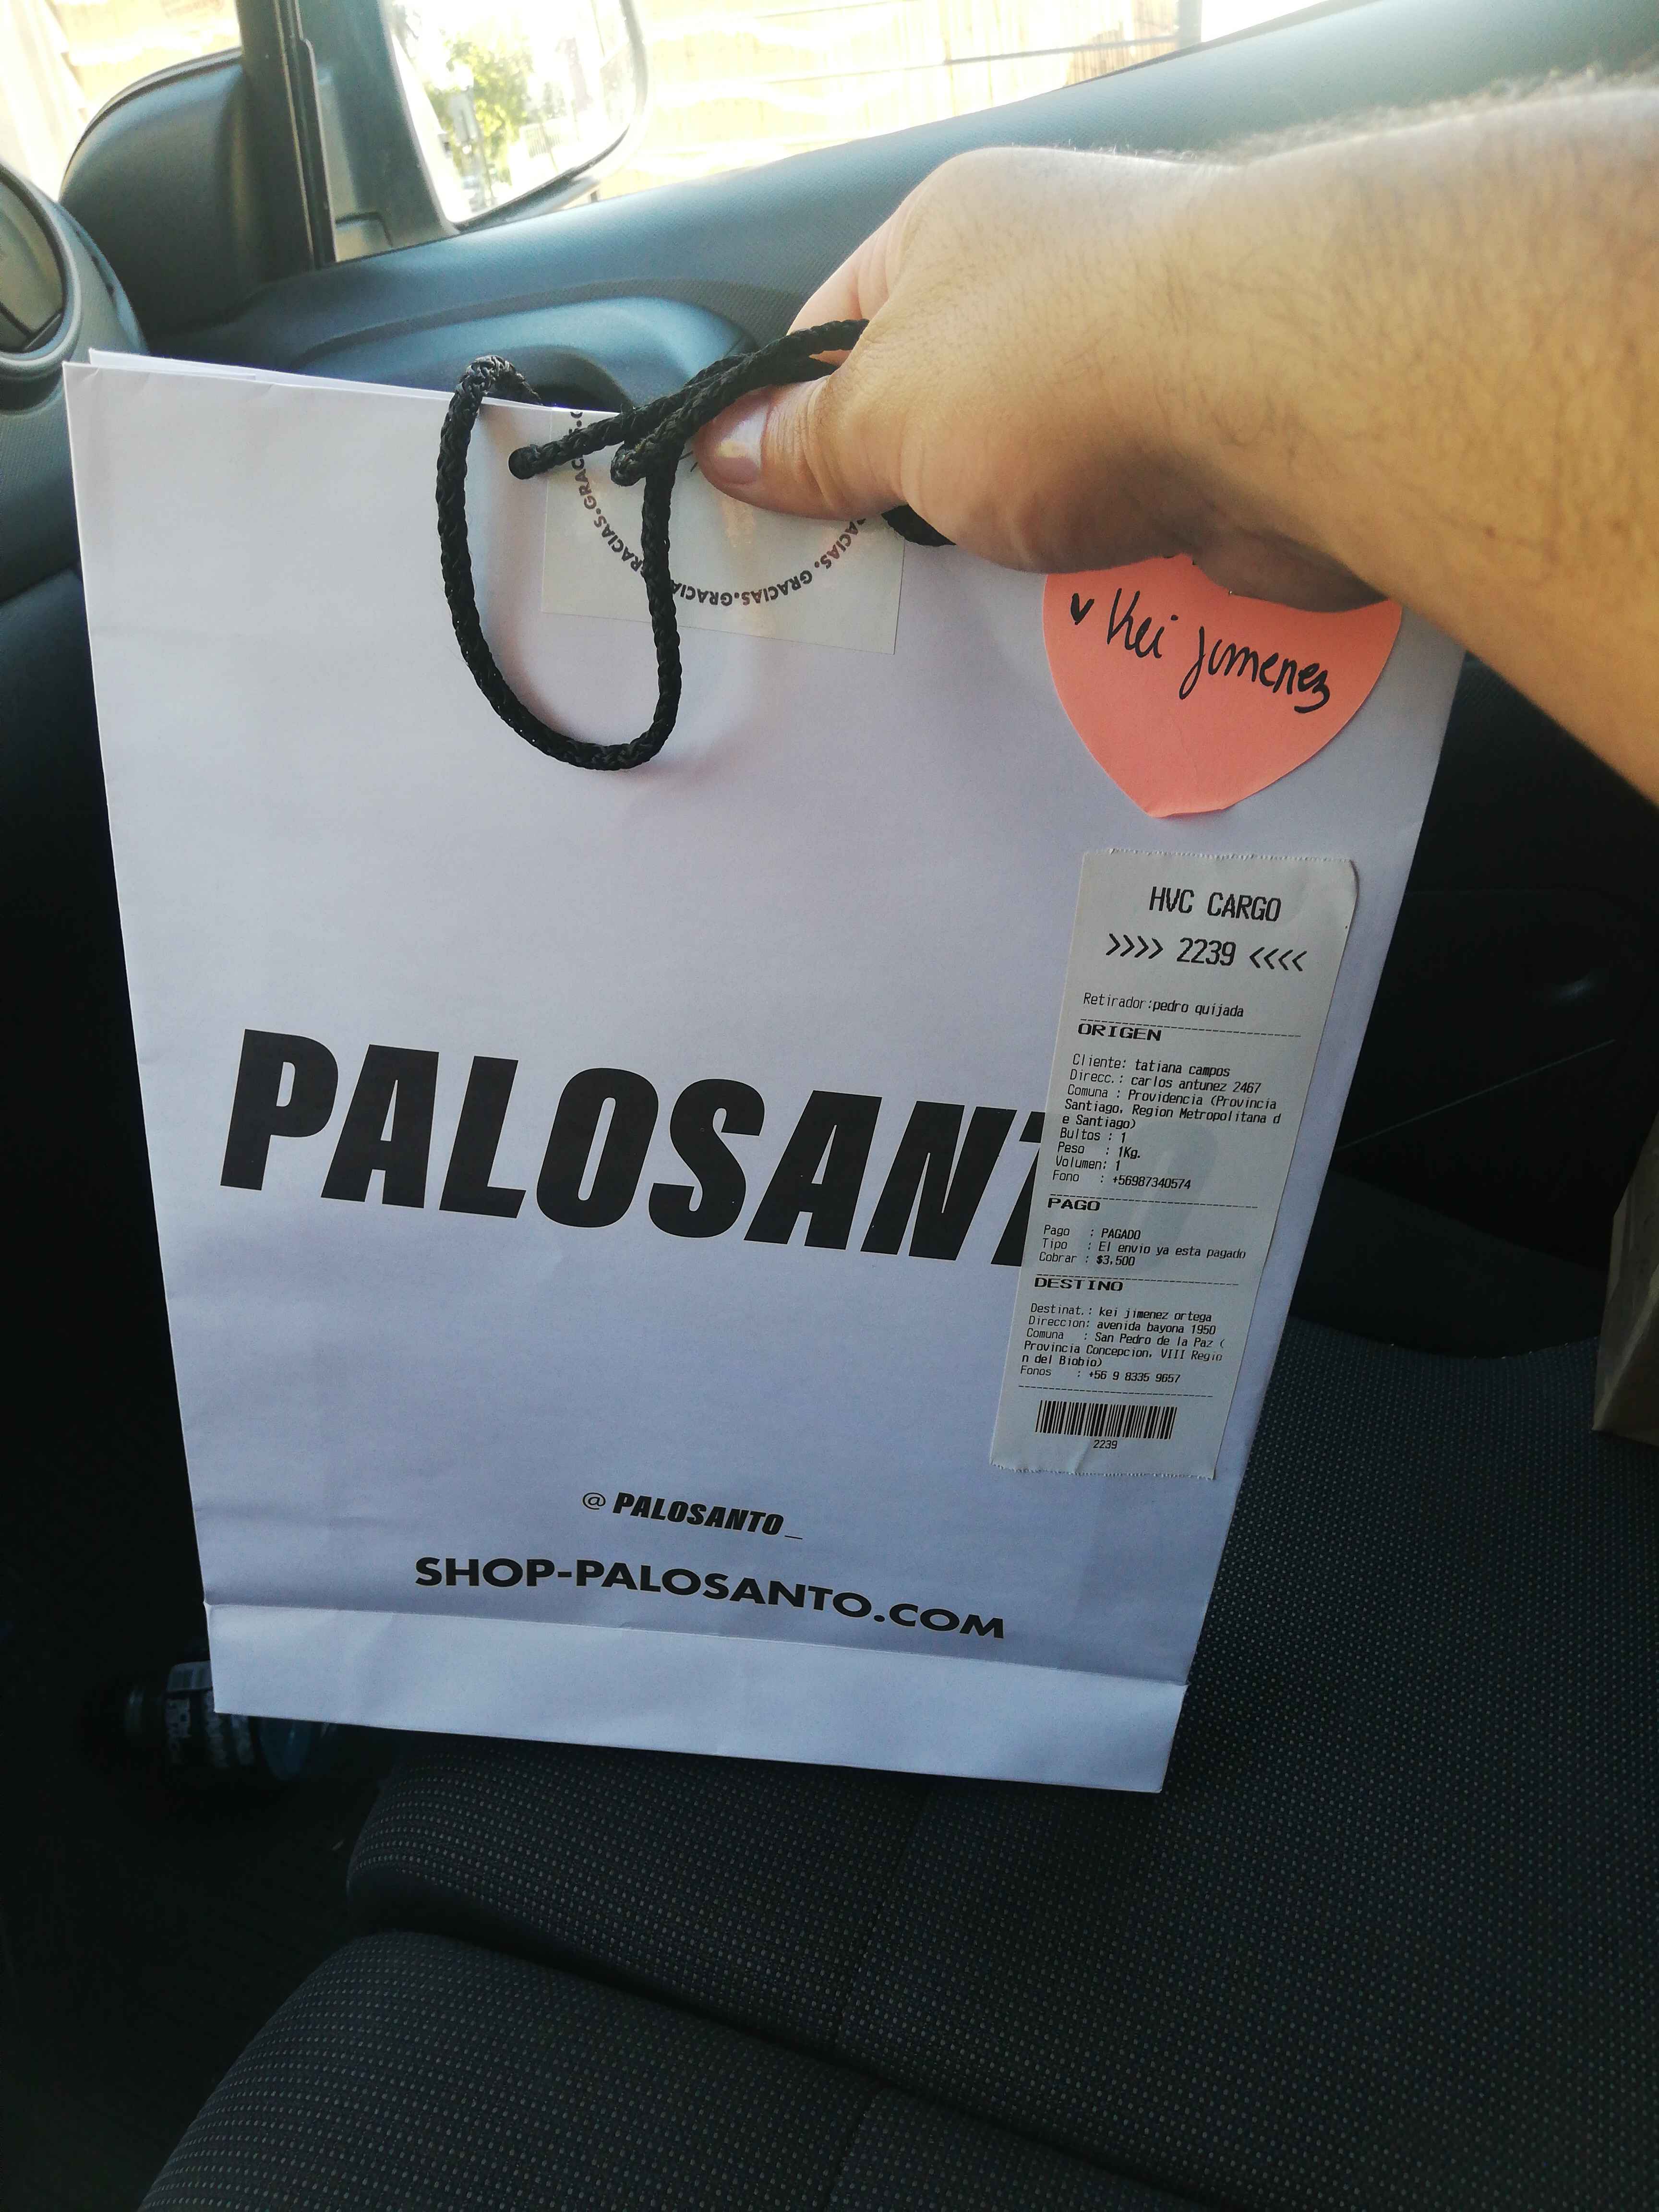 GRACIAS.GRACIAS.GRACIAS.GRACIAS.GRACIAS.
Kei Jimenez
HVC CARGO
>>>> 2239 <<<<
Retirador:pedro quijada
ORIGEN
Cliente: tatiana campos
Direcc.: carlos antunez 2467
Comuna : Providencia (Provincia
Santiago, Region Metropolitana d
e Santiago)
Bultos : 1
Peso : 1Kg.
Volumen: 1
Fono : +56987340574
PAGO
Pago : PAGADO
Tipo : El envio ya esta pagado
Cobrar : $3,500
DESTINO
Destinat.: kei jimenez ortega
Direccion: avenida bayona 1950
Comuna : San Pedro de la Paz (
Provincia Concepcion, VIII Regio
n del Biobio)
Fonos : +56 9 8335 9657
2239
PALOSANTO
@ PALOSANTO_
SHOP-PALOSANTO.COM